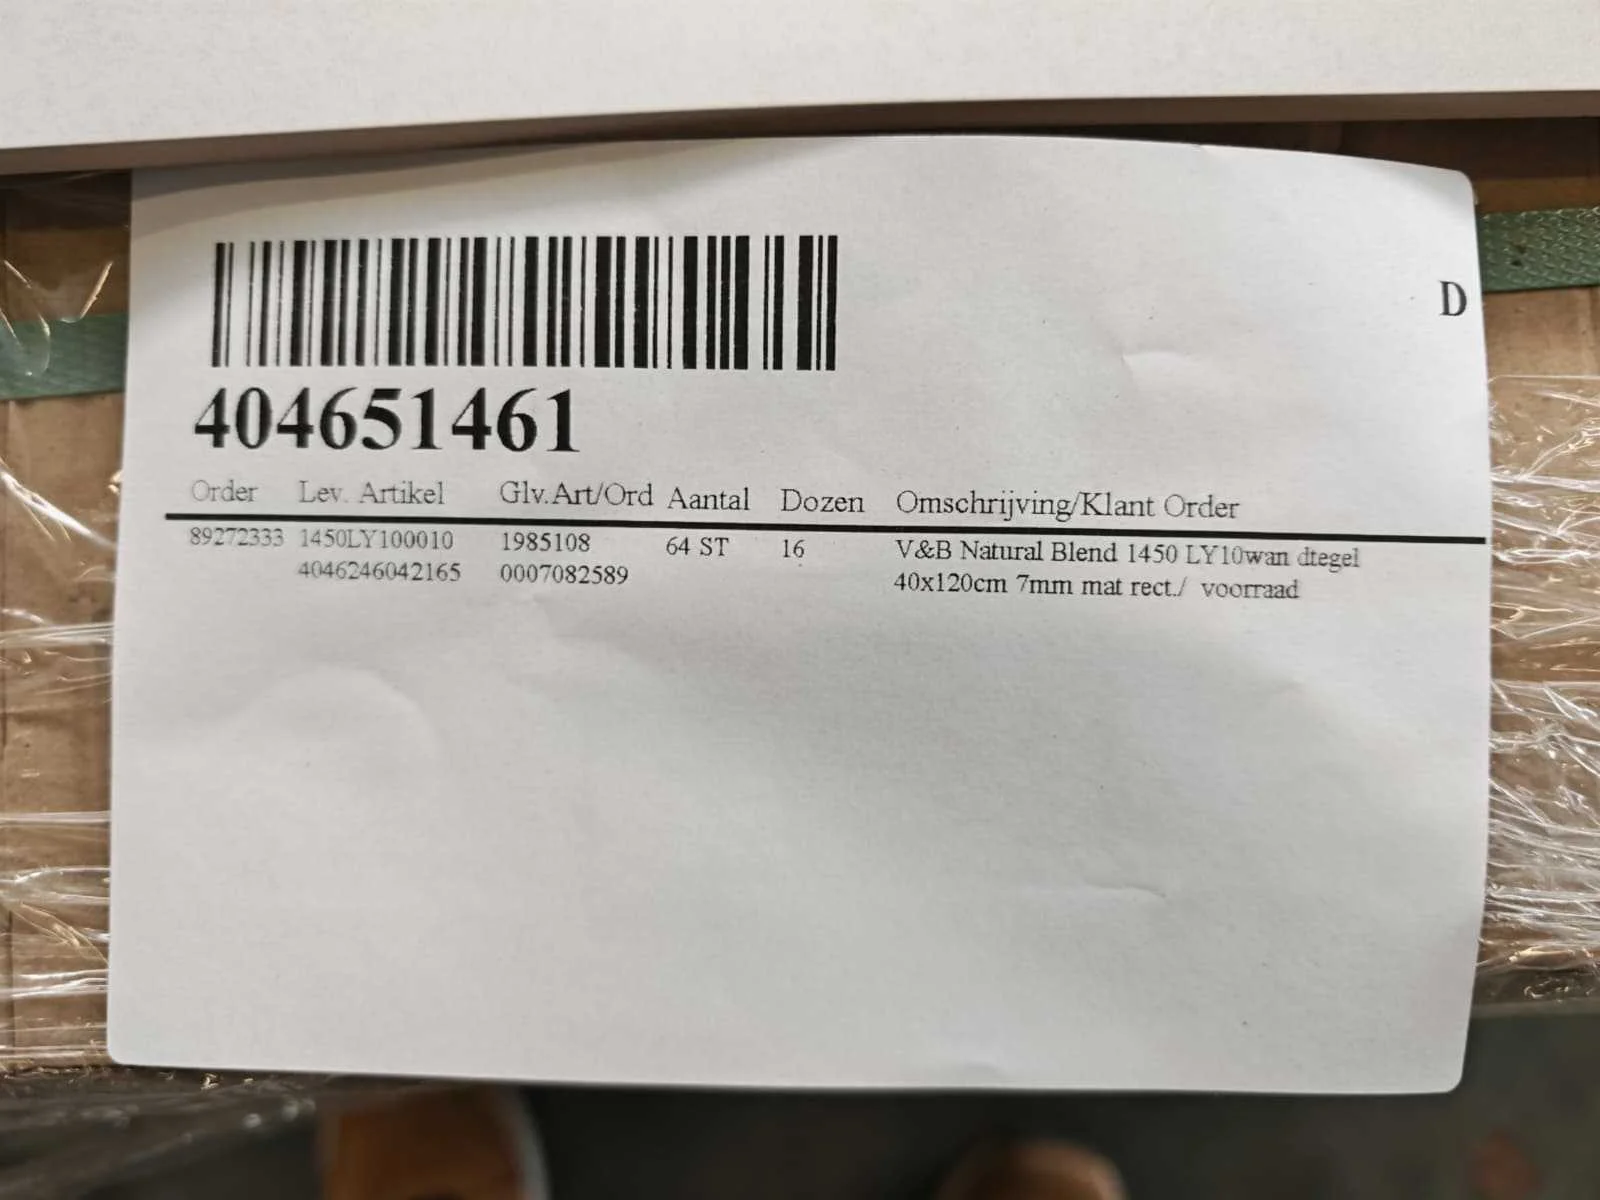 D
404651461
Order Lev. Artikel Glv.Art/Ord Aantal Dozen Omschrijving/Klant Order
89272333 1450LY100010 1985108 64 ST 16 V&B Natural Blend 1450 LY10wan dtegel
4046246042165 0007082589 40x120cm 7mm mat rect./ voorraad